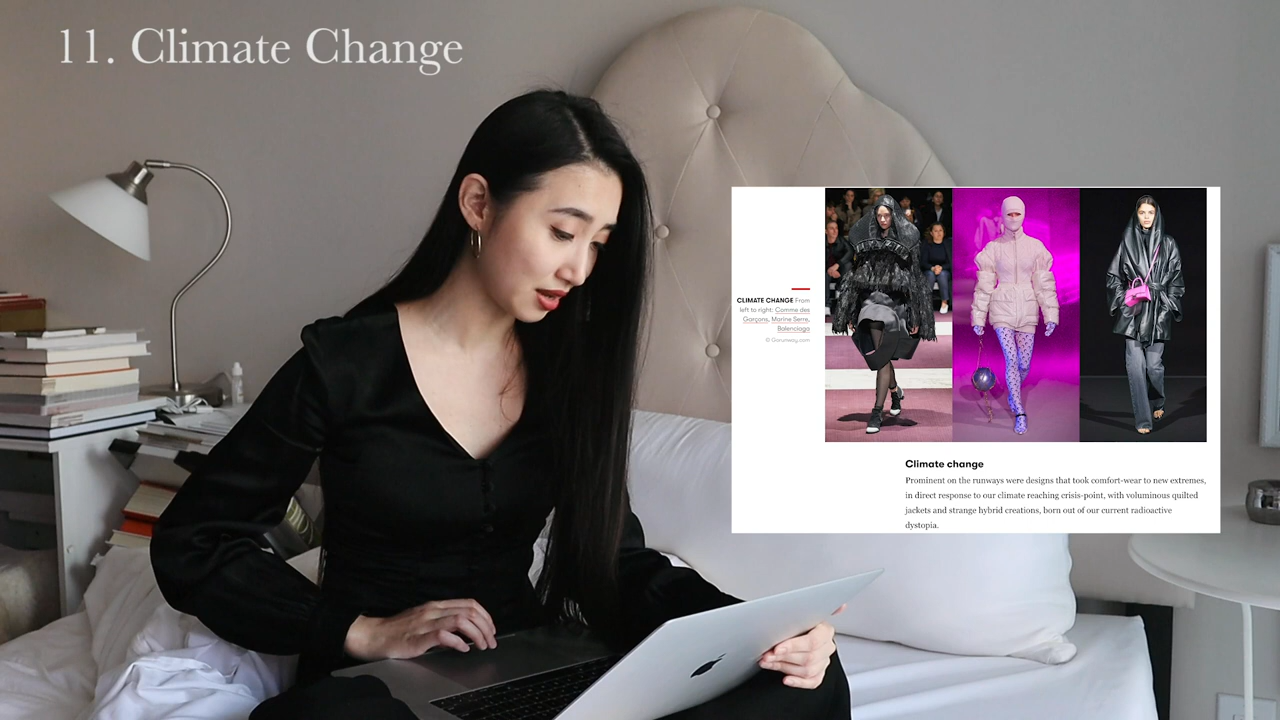 11. Climate Change
CLIMATE CHANGE From
left to right: Comme des
Garçons, Marine Serre,
Balenciaga
© Gorunway.com
Climate change
Prominent on the runways were designs that took comfort-wear to new extremes,
in direct response to our climate reaching crisis-point, with voluminous quilted
jackets and strange hybrid creations, born out of our current radioactive
dystopia.